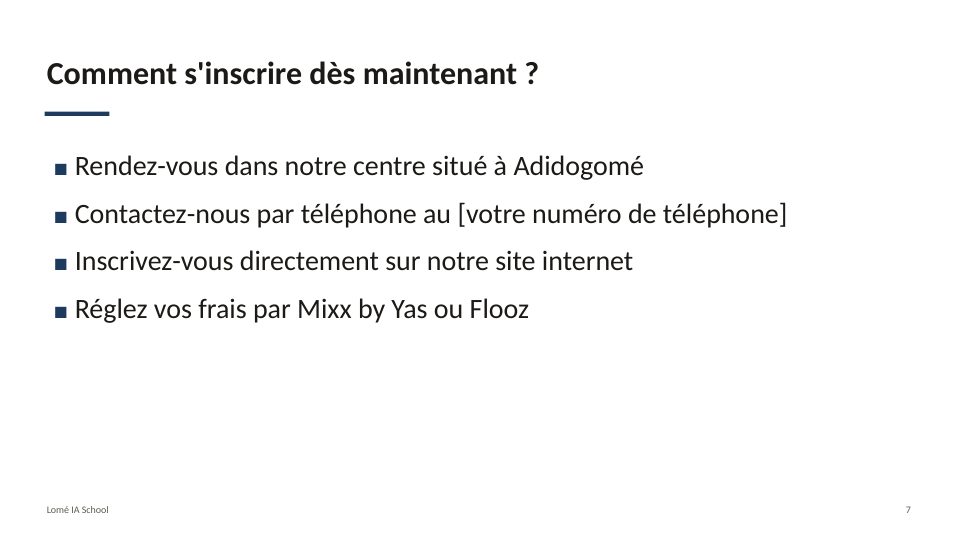 Comment s'inscrire dès maintenant ?
■ Rendez-vous dans notre centre situé à Adidogomé
■ Contactez-nous par téléphone au [votre numéro de téléphone]
■ Inscrivez-vous directement sur notre site internet
■ Réglez vos frais par Mixx by Yas ou Flooz
Lomé IA School
7